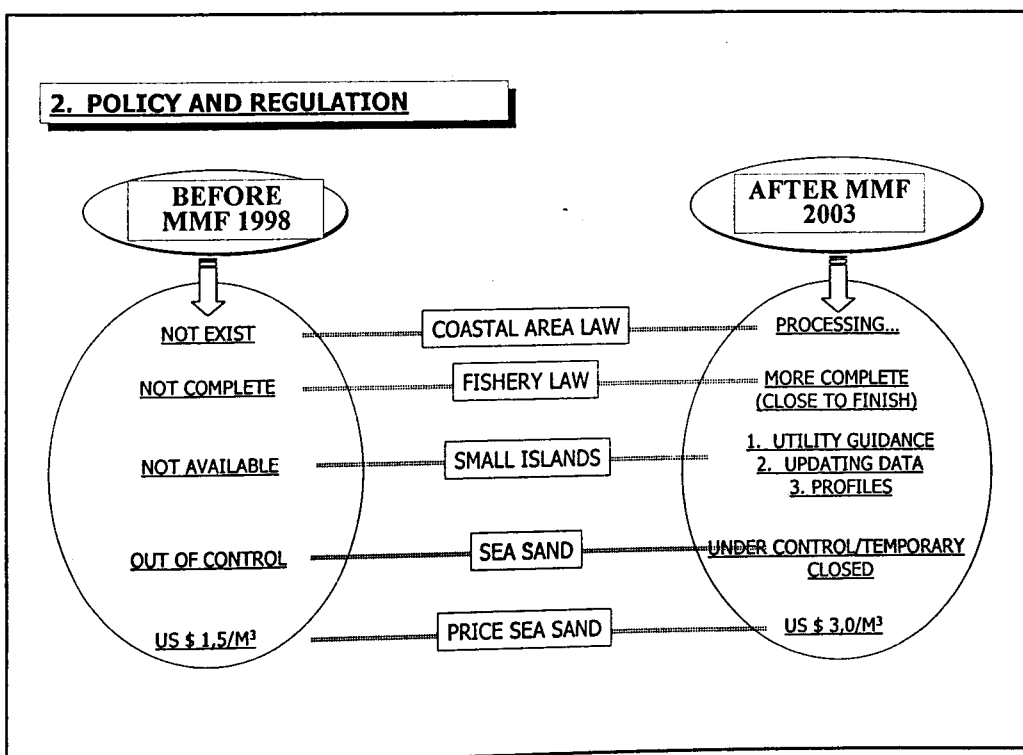 2. POLICY AND REGULATION
BEFORE
MMF 1998
AFTER MMF
2003
NOT EXIST
COASTAL AREA LAW
PROCESSING...
NOT COMPLETE
FISHERY LAW
MORE COMPLETE
(CLOSE TO FINISH)
NOT AVAILABLE
SMALL ISLANDS
1. UTILITY GUIDANCE
2. UPDATING DATA
3. PROFILES
OUT OF CONTROL
SEA SAND
UNDER CONTROL/TEMPORARY
CLOSED
US $ 1,5/M³
PRICE SEA SAND
US $ 3,0/M³